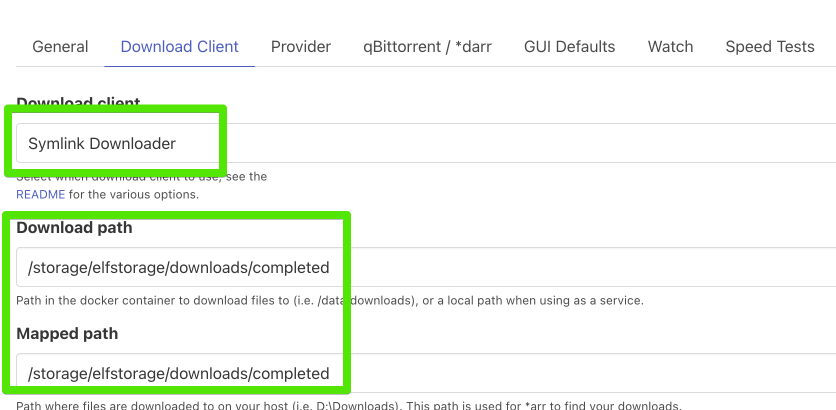 General Download Client Provider qBittorrent / *darr GUI Defaults Watch Speed Tests
Download client
Symlink Downloader
Select which download client to use, see the
README for the various options.
Download path
/storage/elfstorage/downloads/completed
Path in the docker container to download files to (i.e. /data/downloads), or a local path when using as a service.
Mapped path
/storage/elfstorage/downloads/completed
Path where files are downloaded to on your host (i.e. D:\Downloads). This path is used for *arr to find your downloads.